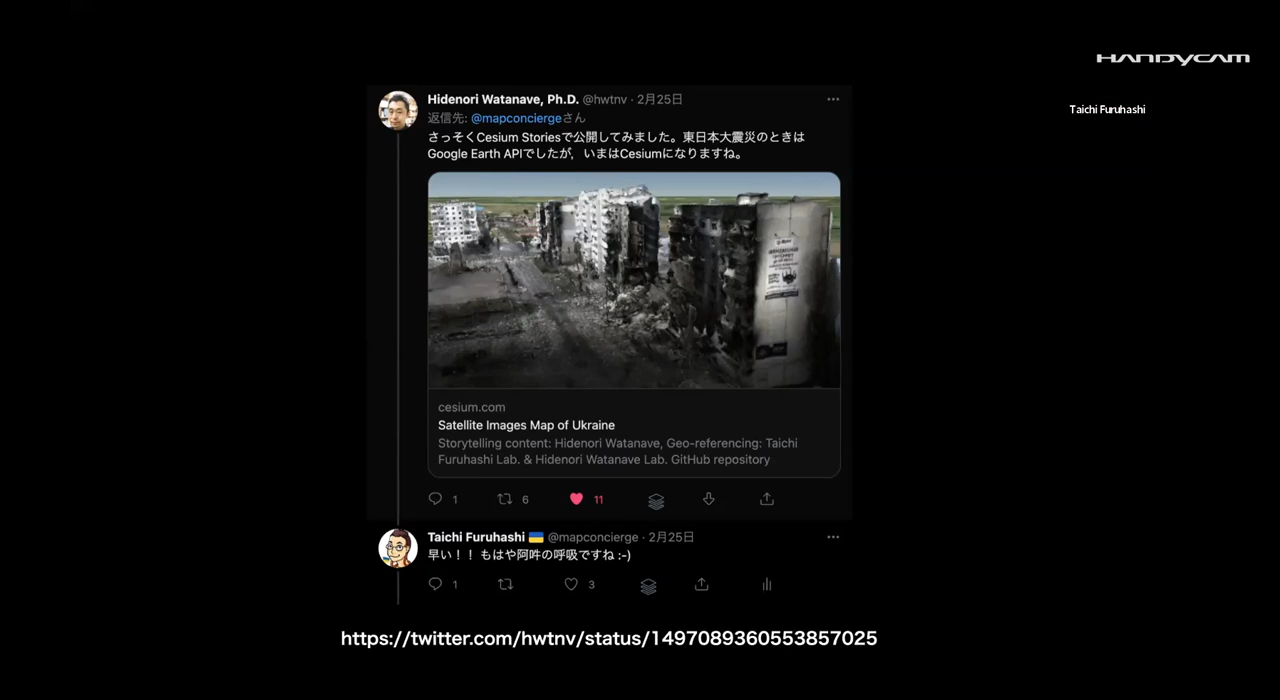 HANDYCAM
Taichi Furuhashi
Hidenori Watanave, Ph.D. @hwtnv · 2月25日
返信先: @mapconciergeさん
さっそくCesium Storiesで公開してみました。東日本大震災のときは
Google Earth APIでしたが、いまはCesiumになりますね。
cesium.com
Satellite Images Map of Ukraine
Storytelling content: Hidenori Watanave, Geo-referencing: Taichi
Furuhashi Lab. & Hidenori Watanave Lab. GitHub repository
1 6 11
Taichi Furuhashi 🇺🇦 @mapconcierge · 2月25日
早い！！ もはや阿吽の呼吸ですね :-)
1 3
https://twitter.com/hwtnv/status/1497089360553857025